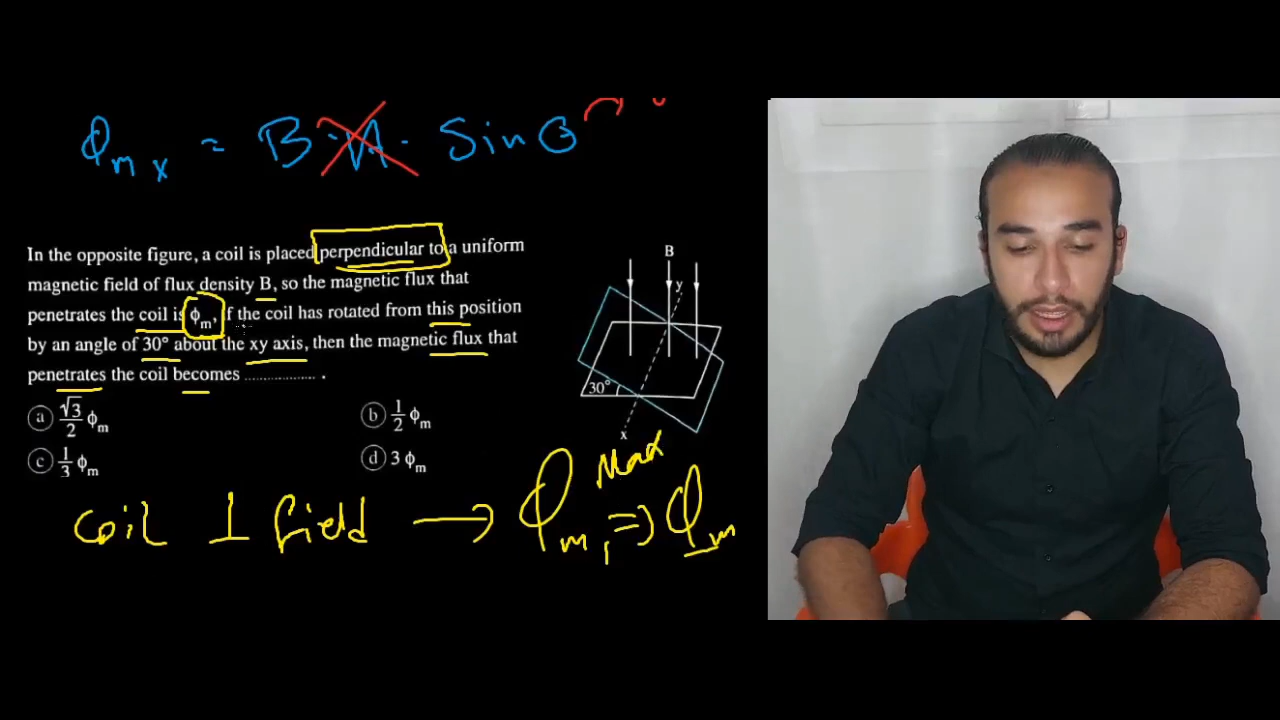 Φm x = B · A · Sin θ
In the opposite figure, a coil is placed perpendicular to a uniform
magnetic field of flux density B, so the magnetic flux that
penetrates the coil is ϕm, if the coil has rotated from this position
by an angle of 30° about the xy axis, then the magnetic flux that
penetrates the coil becomes .................. .
B
y
30°
x
a √3/2 ϕm
b 1/2 ϕm
c 1/3 ϕm
d 3 ϕm
Max
coil ⊥ field → Φm, ⇒ Φm